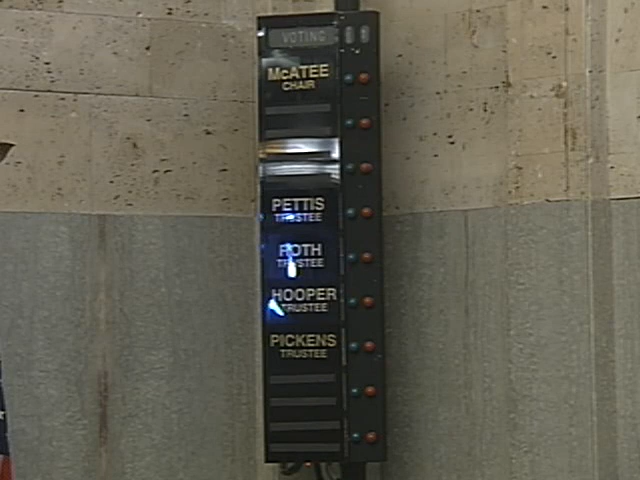 VOTING
McATEE
CHAIR
PETTIS
TRUSTEE
ROTH
TRUSTEE
HOOPER
TRUSTEE
PICKENS
TRUSTEE